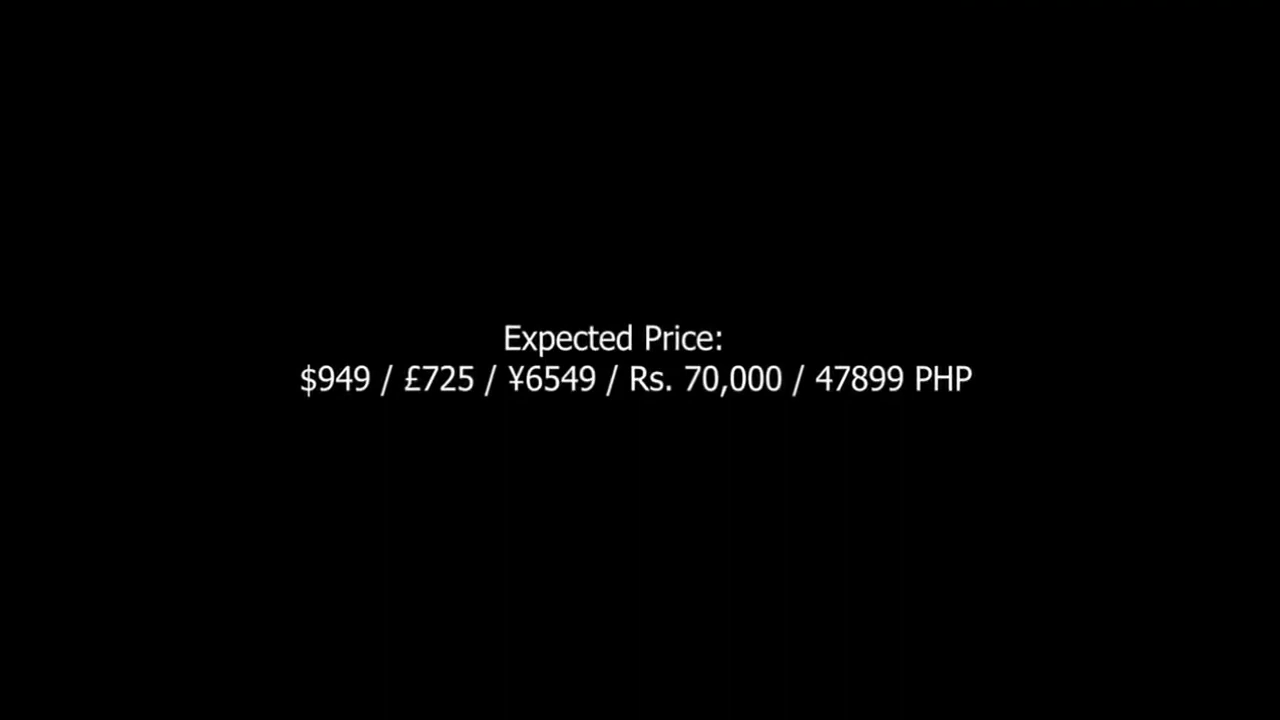 Expected Price:
$949 / £725 / ¥6549 / Rs. 70,000 / 47899 PHP